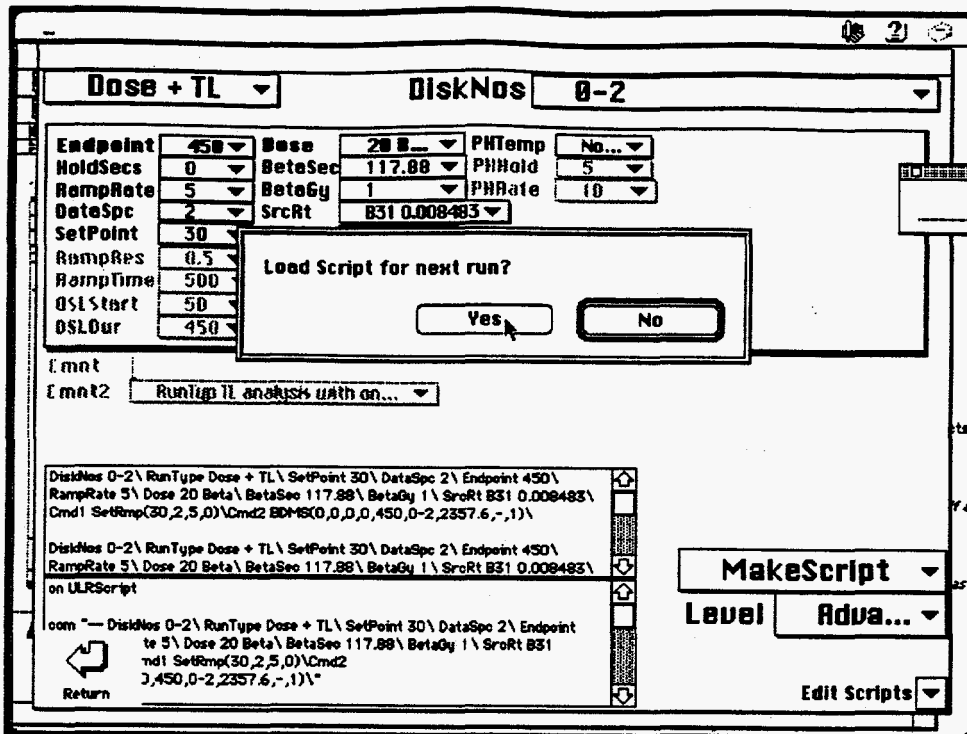 Dose + TL DiskNos 0-2
Endpoint 450 Dose 20 B... PHTemp No...
HoldSecs 0 BetaSec 117.88 PHHold 5
RampRate 5 BetaGy 1 PHRate 10
DataSpc 2 SrcRt B31 0.008483
SetPoint 30
RampRes 0.5
RampTime 500
OSLStart 50
OSLDur 450
Load Script for next run?
Yes No
Cmnt
Cmnt2 RunTyp TL analysis with on...
DiskNos 0-2\ RunType Dose + TL\ SetPoint 30\ DataSpc 2\ Endpoint 450\
RampRate 5\ Dose 20 Beta\ BetaSec 117.88\ BetaGy 1\ SrcRt B31 0.008483\
Cmd1 SetRmp(30,2,5,0)\Cmd2 BDMS(0,0,0,0,450,0-2,2357.6,-,1)\
DiskNos 0-2\ RunType Dose + TL\ SetPoint 30\ DataSpc 2\ Endpoint 450\
RampRate 5\ Dose 20 Beta\ BetaSec 117.88\ BetaGy 1\ SrcRt B31 0.008483\
on ULRScript
com "-- DiskNos 0-2\ RunType Dose + TL\ SetPoint 30\ DataSpc 2\ Endpoint
te 5\ Dose 20 Beta\ BetaSec 117.88\ BetaGy 1\ SrcRt B31
md1 SetRmp(30,2,5,0)\Cmd2
0,450,0-2,2357.6,-,1)\"
Return
MakeScript
Level Adva...
Edit Scripts